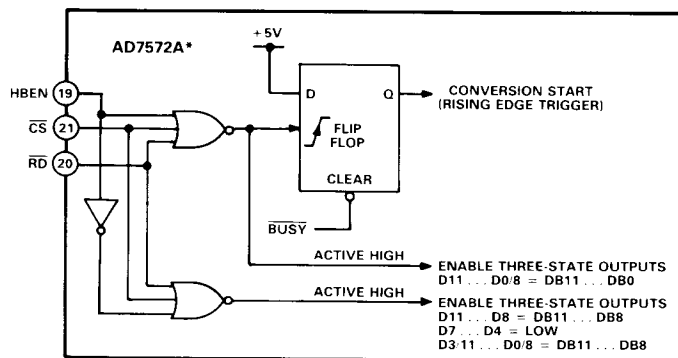 AD7572A*
+5V
HBEN 19
CS 21
RD 20
D
Q
FLIP
FLOP
CLEAR
BUSY
CONVERSION START
(RISING EDGE TRIGGER)
ACTIVE HIGH
ENABLE THREE-STATE OUTPUTS
D11 . . . D0/8 = DB11 . . . DB0
ACTIVE HIGH
ENABLE THREE-STATE OUTPUTS
D11 . . . D8 = DB11 . . . DB8
D7 . . . D4 = LOW
D3/11 . . . D0/8 = DB11 . . . DB8